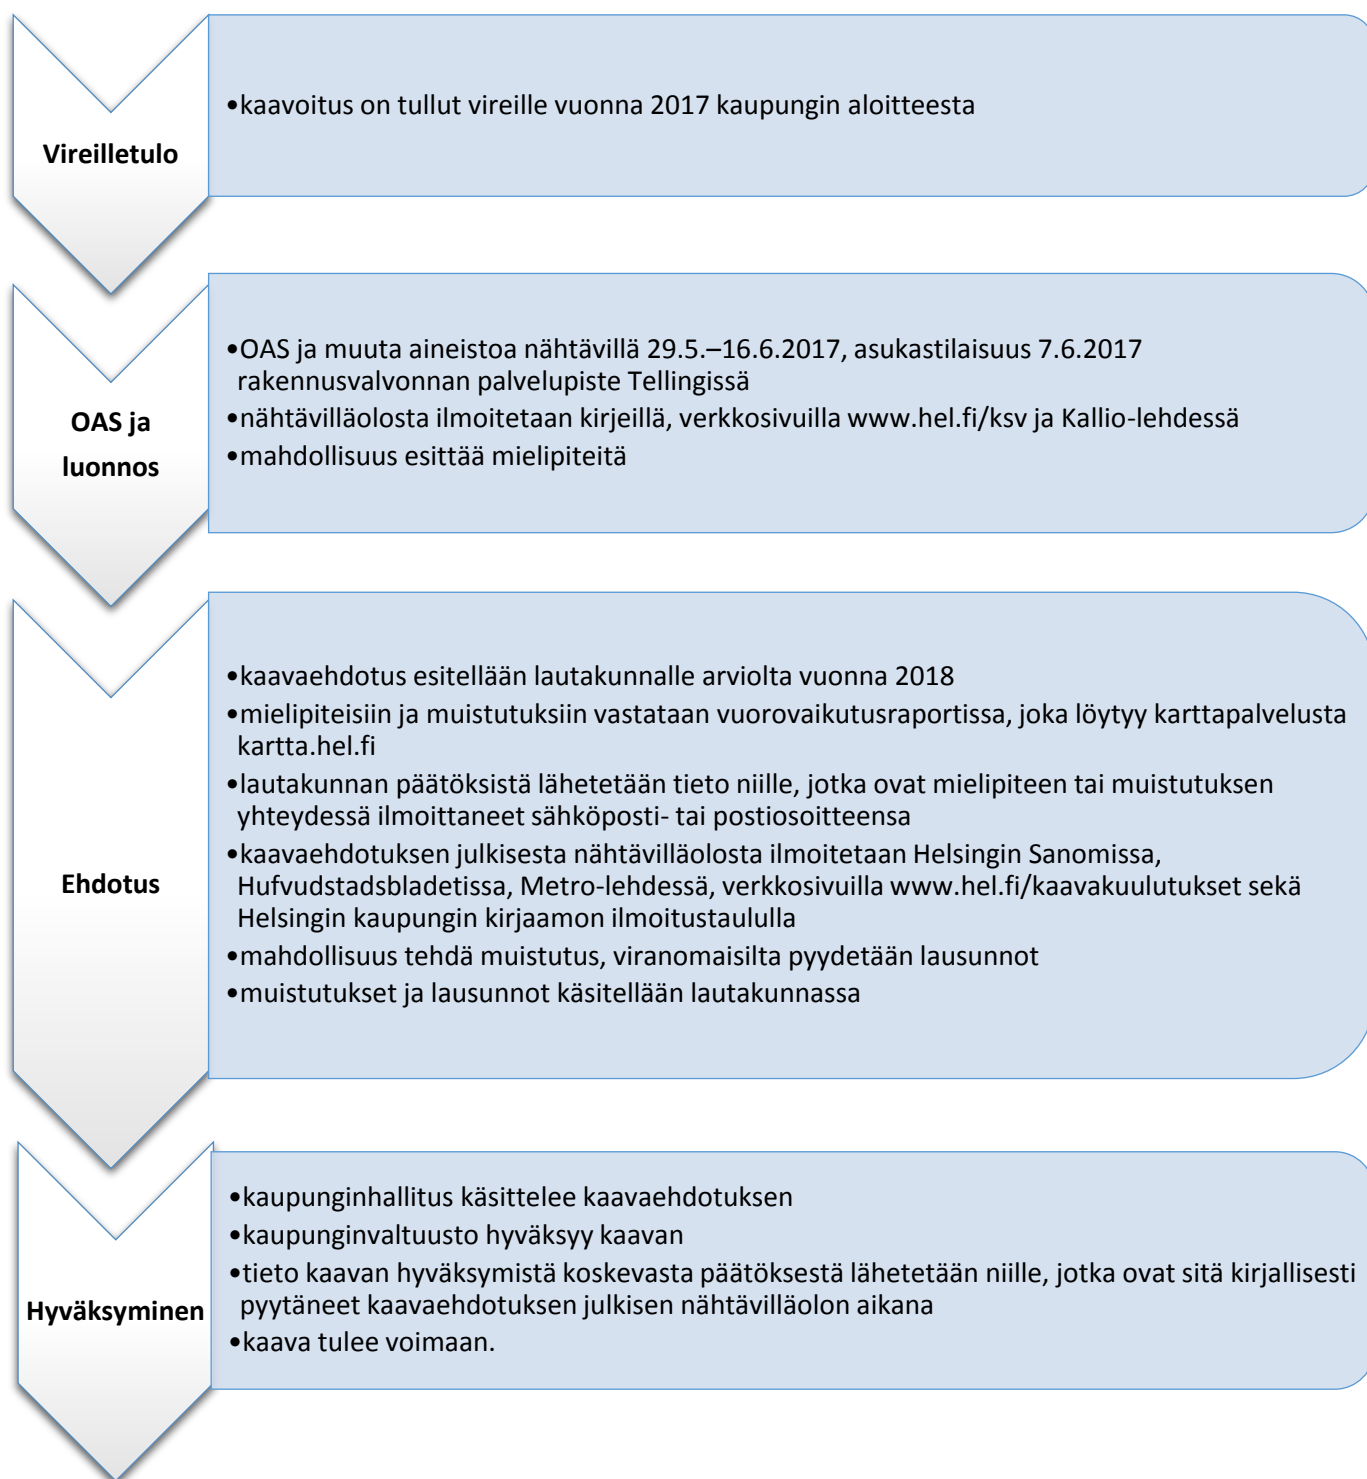 Vireilletulo
•kaavoitus on tullut vireille vuonna 2017 kaupungin aloitteesta
OAS ja
luonnos
•OAS ja muuta aineistoa nähtävillä 29.5.–16.6.2017, asukastilaisuus 7.6.2017
rakennusvalvonnan palvelupiste Tellingissä
•nähtävilläolosta ilmoitetaan kirjeillä, verkkosivuilla www.hel.fi/ksv ja Kallio-lehdessä
•mahdollisuus esittää mielipiteitä
Ehdotus
•kaavaehdotus esitellään lautakunnalle arviolta vuonna 2018
•mielipiteisiin ja muistutuksiin vastataan vuorovaikutusraportissa, joka löytyy karttapalvelusta
kartta.hel.fi
•lautakunnan päätöksistä lähetetään tieto niille, jotka ovat mielipiteen tai muistutuksen
yhteydessä ilmoittaneet sähköposti- tai postiosoitteensa
•kaavaehdotuksen julkisesta nähtävilläolosta ilmoitetaan Helsingin Sanomissa,
Hufvudstadsbladetissa, Metro-lehdessä, verkkosivuilla www.hel.fi/kaavakuulutukset sekä
Helsingin kaupungin kirjaamon ilmoitustaululla
•mahdollisuus tehdä muistutus, viranomaisilta pyydetään lausunnot
•muistutukset ja lausunnot käsitellään lautakunnassa
Hyväksyminen
•kaupunginhallitus käsittelee kaavaehdotuksen
•kaupunginvaltuusto hyväksyy kaavan
•tieto kaavan hyväksymistä koskevasta päätöksestä lähetetään niille, jotka ovat sitä kirjallisesti
pyytäneet kaavaehdotuksen julkisen nähtävilläolon aikana
•kaava tulee voimaan.